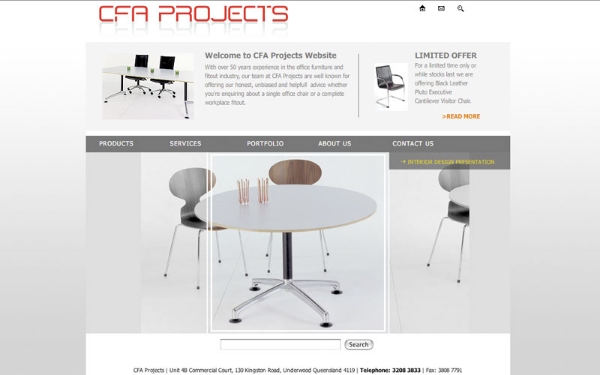 CFA PROJECTS
Welcome to CFA Projects Website
With over 50 years experience in the office furniture and
fitout industry, our team at CFA Projects are well known for
offering our honest, unbiased and helpfull advice whether
you're enquiring about a single office chair or a complete
workplace fitout.
LIMITED OFFER
For a limited time only or
while stocks last we are
offering Black Leather
Pluto Executive
Cantilever Visitor Chair.
>READ MORE
PRODUCTS SERVICES PORTFOLIO ABOUT US CONTACT US
→ INTERIOR DESIGN PRESENTATION
Search
CFA Projects | Unit 4B Commercial Court, 130 Kingston Road, Underwood Queensland 4119 | Telephone: 3208 3833 | Fax: 3808 7791